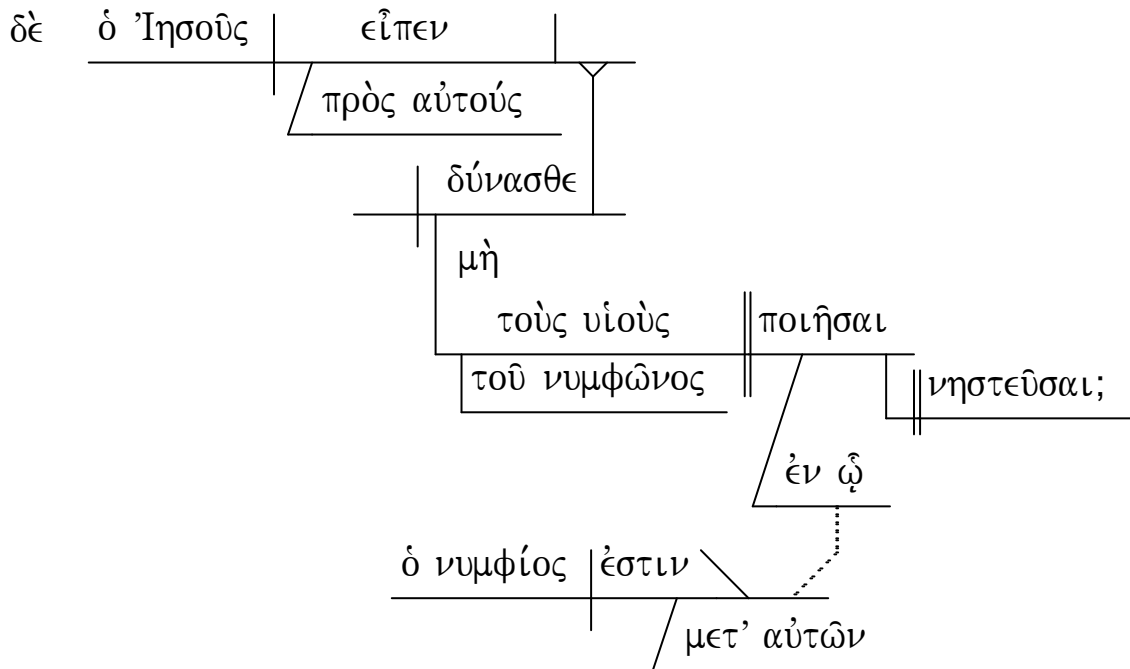 δὲ ὁ Ἰησοῦς εἶπεν
πρὸς αὐτούς
δύνασθε
μὴ
τοὺς υἱοὺς ποιῆσαι
τοῦ νυμφῶνος νηστεῦσαι;
ἐν ᾧ
ὁ νυμφίος ἐστιν
μετ’ αὐτῶν